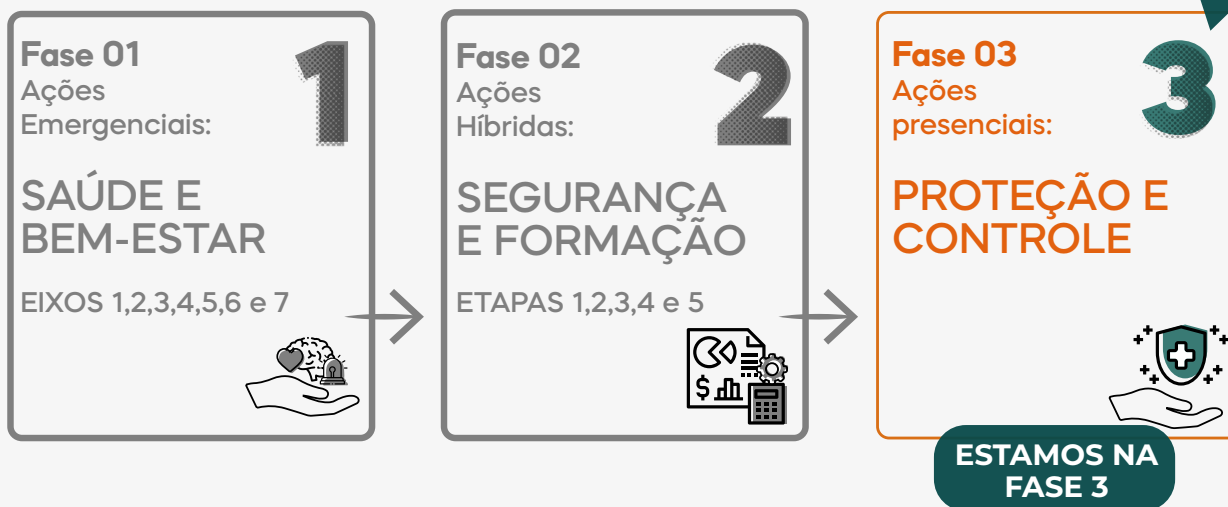 Fase 01
Ações
Emergenciais:
1
SAÚDE E
BEM-ESTAR
EIXOS 1,2,3,4,5,6 e 7
Fase 02
Ações
Híbridas:
2
SEGURANÇA
E FORMAÇÃO
ETAPAS 1,2,3,4 e 5
$
Fase 03
Ações
presenciais:
3
PROTEÇÃO E
CONTROLE
ESTAMOS NA
FASE 3